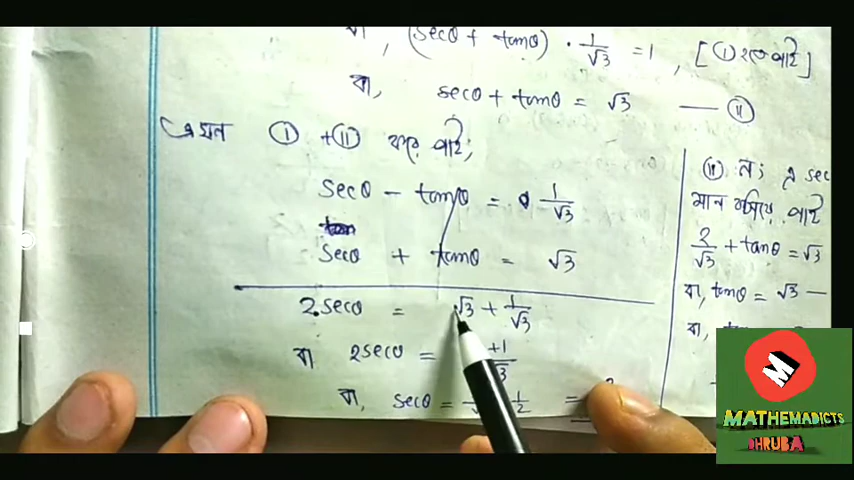 বা, (secθ + tanθ) · 1/√3 = 1, [ⓘ হতে পাই]
বা, secθ + tanθ = √3 — ⓘⓘ
এখন ⓘ + ⓘⓘ করে পাই,
secθ − tanθ = 1/√3
secθ + tanθ = √3
2secθ = √3 + 1/√3
বা 2secθ = +1
বা, secθ =
ⓘⓘ নং এ sec
মান বসিয়ে পাই
2/√3 + tanθ = √3
বা, tanθ = √3 —
বা,
MATHEMADICTS
DHRUBA